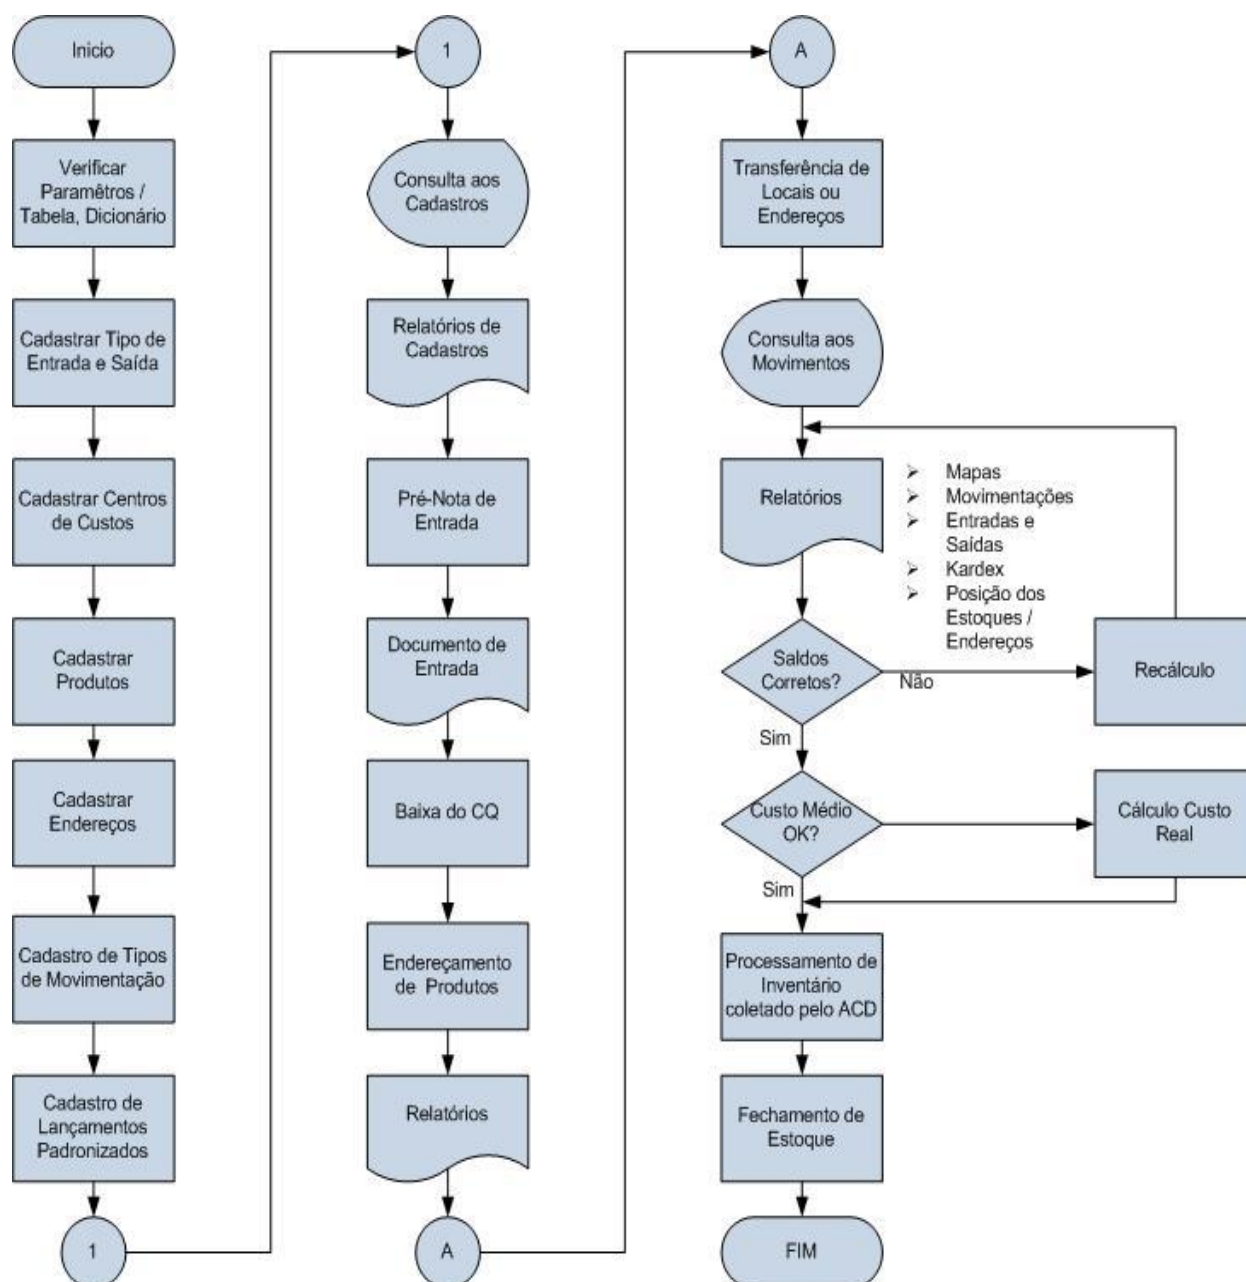 Inicio
Verificar
Paramêtros /
Tabela, Dicionário
Cadastrar Tipo de
Entrada e Saída
Cadastrar Centros
de Custos
Cadastrar
Produtos
Cadastrar
Endereços
Cadastro de Tipos
de Movimentação
Cadastro de
Lançamentos
Padronizados
1
1
Consulta aos
Cadastros
Relatórios de
Cadastros
Pré-Nota de
Entrada
Documento de
Entrada
Baixa do CQ
Endereçamento
de Produtos
Relatórios
A
A
Transferência de
Locais ou
Endereços
Consulta aos
Movimentos
Relatórios
Mapas
Movimentações
Entradas e
Saídas
Kardex
Posição dos
Estoques /
Endereços
Saldos
Corretos?
Não
Recálculo
Sim
Custo Médio
OK?
Cálculo Custo
Real
Sim
Processamento de
Inventário
coletado pelo ACD
Fechamento de
Estoque
FIM